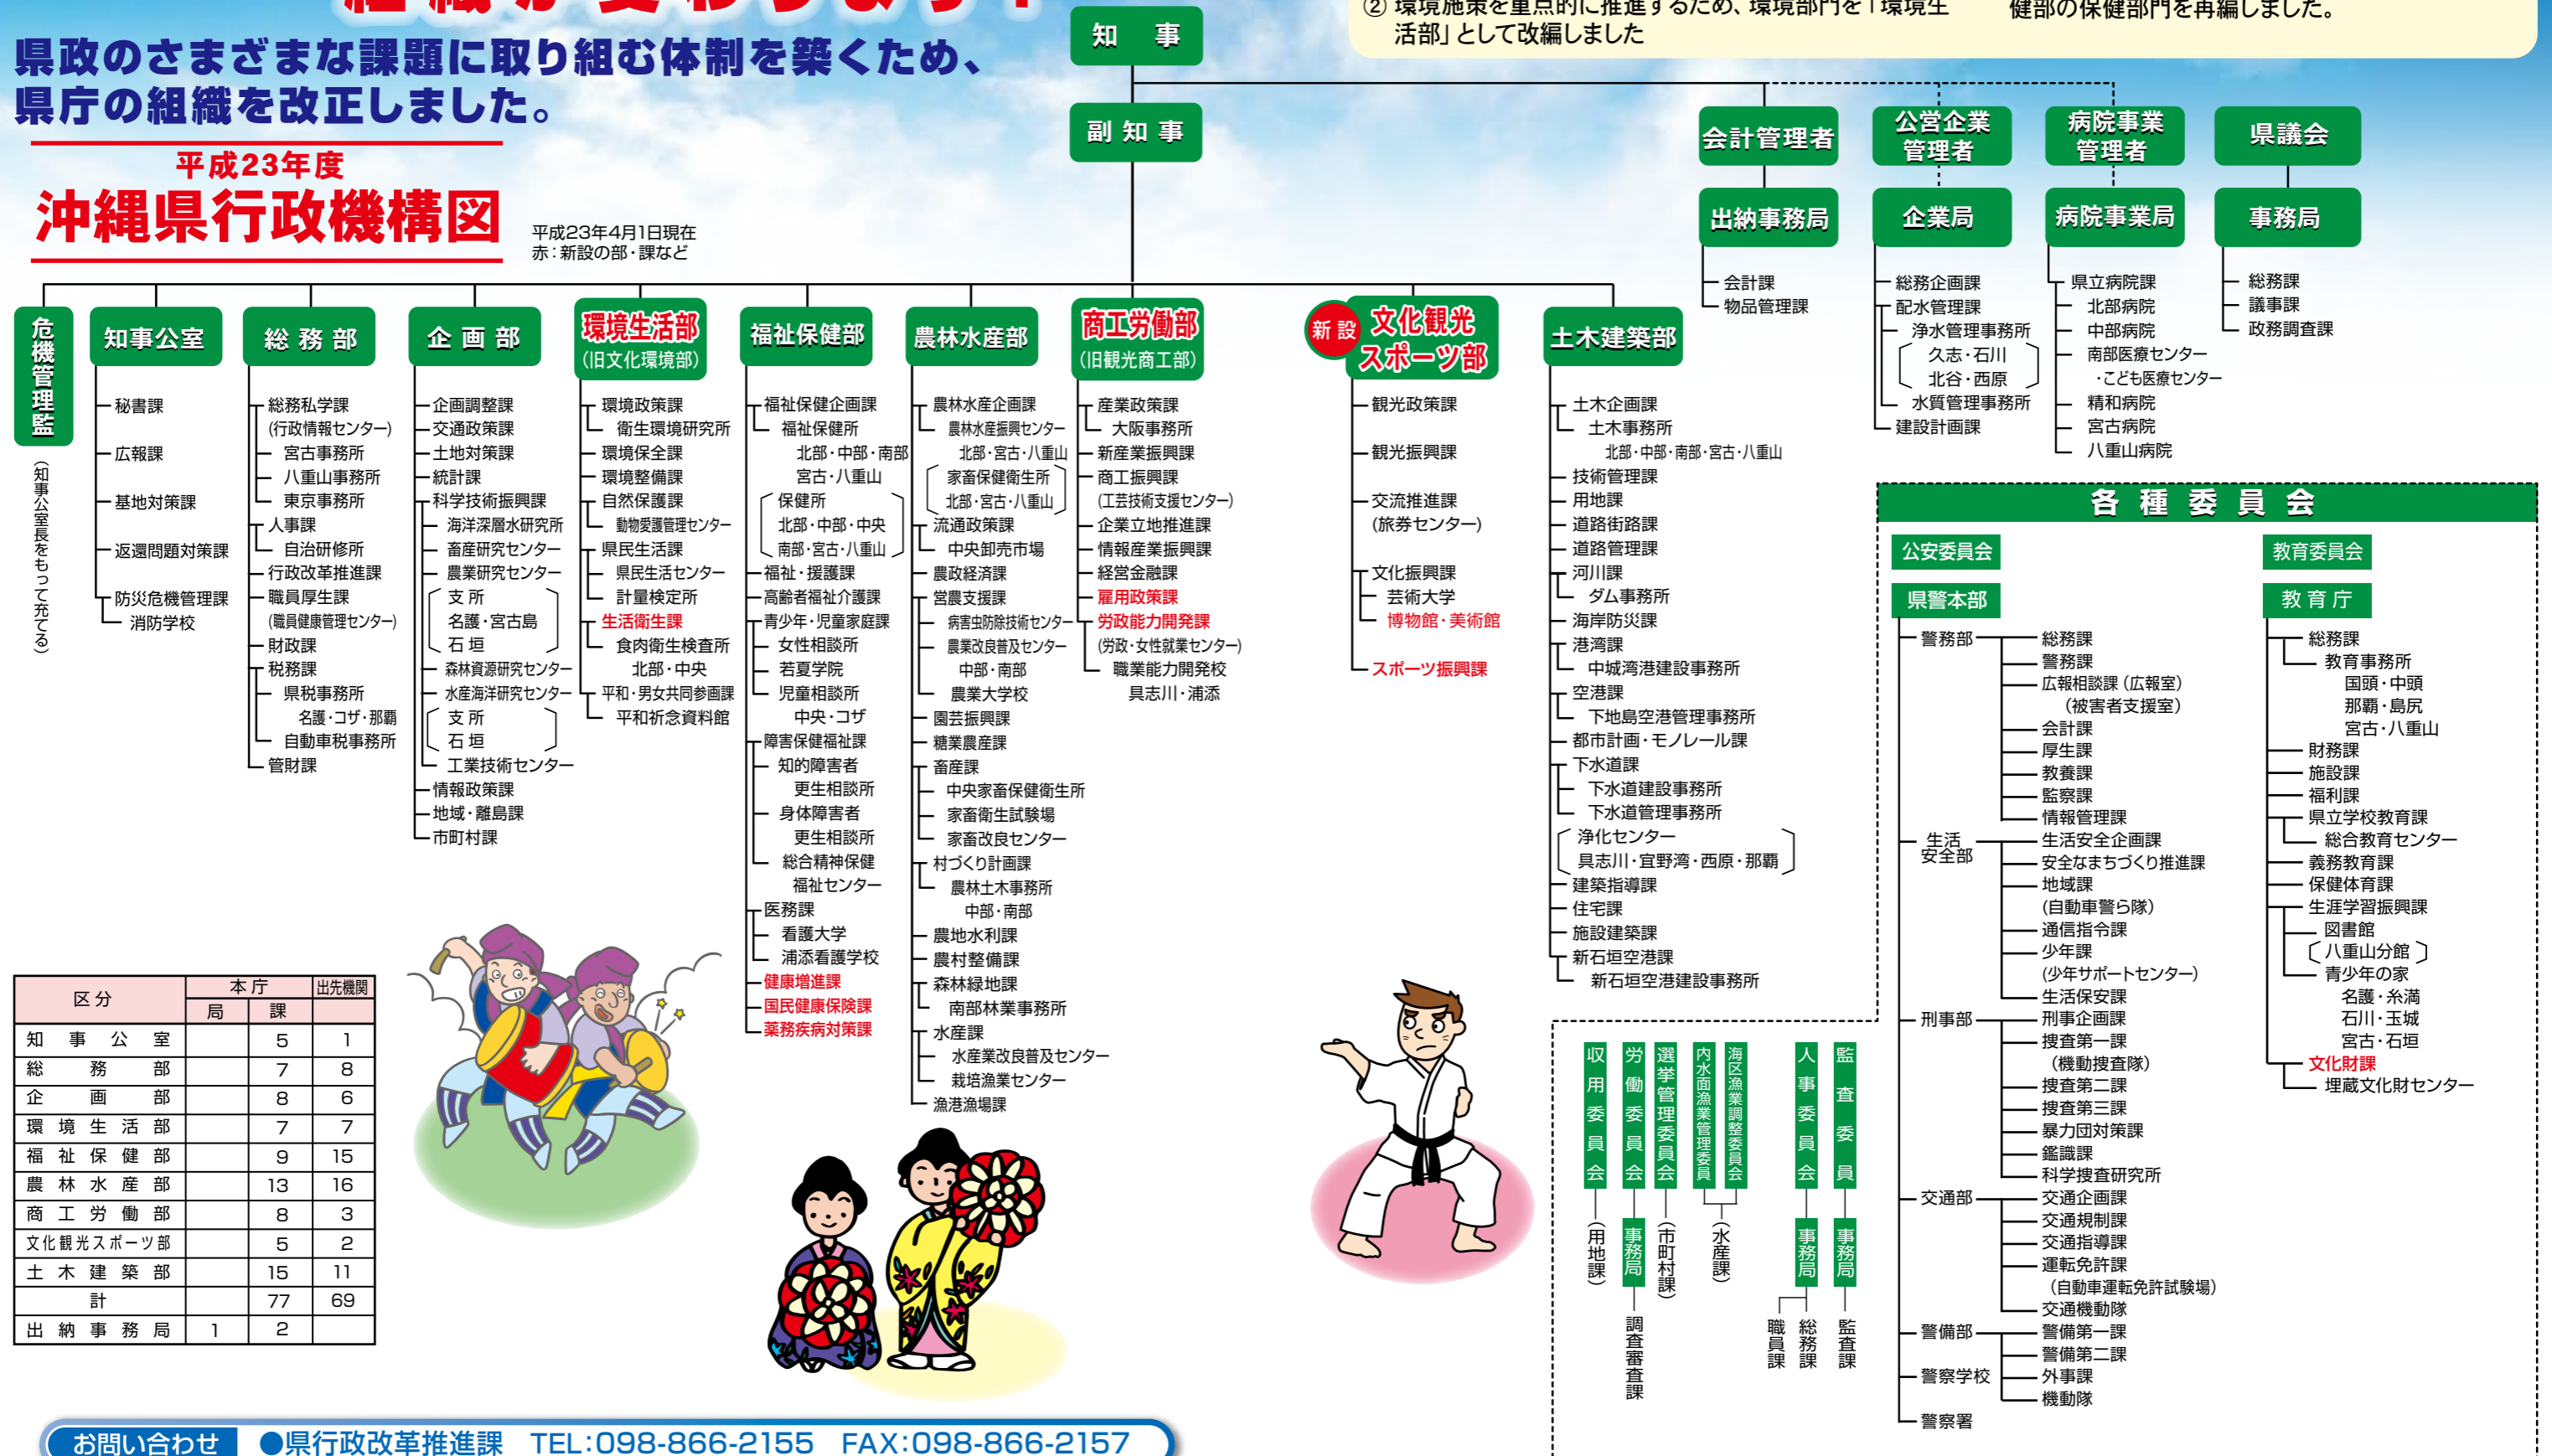 組織が変わります！
県政のさまざまな課題に取り組む体制を築くため、
県庁の組織を改正しました。
平成23年度
沖縄県行政機構図
平成23年4月1日現在
赤：新設の部・課など
② 環境施策を重点的に推進するため、環境部門を「環境生
活部」として改編しました
健部の保健部門を再編しました。
知 事
副 知 事
会計管理者
出納事務局
会計課
物品管理課
公営企業
管理者
企業局
総務企画課
配水管理課
浄水管理事務所
久志・石川
北谷・西原
水質管理事務所
建設計画課
病院事業
管理者
病院事業局
県立病院課
北部病院
中部病院
南部医療センター
・こども医療センター
精和病院
宮古病院
八重山病院
県議会
事務局
総務課
議事課
政務調査課
危機管理監
（知事公室長をもって充てる）
知事公室
秘書課
広報課
基地対策課
返還問題対策課
防災危機管理課
消防学校
総 務 部
総務私学課
(行政情報センター)
宮古事務所
八重山事務所
東京事務所
人事課
自治研修所
行政改革推進課
職員厚生課
(職員健康管理センター)
財政課
税務課
県税事務所
名護・コザ・那覇
自動車税事務所
管財課
企 画 部
企画調整課
交通政策課
土地対策課
統計課
科学技術振興課
海洋深層水研究所
畜産研究センター
農業研究センター
支 所
名護・宮古島
石 垣
森林資源研究センター
水産海洋研究センター
支 所
石 垣
工業技術センター
情報政策課
地域・離島課
市町村課
環境生活部
（旧文化環境部）
環境政策課
衛生環境研究所
環境保全課
環境整備課
自然保護課
動物愛護管理センター
県民生活課
県民生活センター
計量検定所
生活衛生課
食肉衛生検査所
北部・中央
平和・男女共同参画課
平和祈念資料館
福祉保健部
福祉保健企画課
福祉保健所
北部・中部・南部
宮古・八重山
保健所
北部・中部・中央
南部・宮古・八重山
福祉・援護課
高齢者福祉介護課
青少年・児童家庭課
女性相談所
若夏学院
児童相談所
中央・コザ
障害保健福祉課
知的障害者
更生相談所
身体障害者
更生相談所
総合精神保健
福祉センター
医務課
看護大学
浦添看護学校
健康増進課
国民健康保険課
薬務疾病対策課
農林水産部
農林水産企画課
農林水産振興センター
北部・宮古・八重山
家畜保健衛生所
北部・宮古・八重山
流通政策課
中央卸売市場
農政経済課
営農支援課
病害虫防除技術センター
農業改良普及センター
中部・南部
農業大学校
園芸振興課
糖業農産課
畜産課
中央家畜保健衛生所
家畜衛生試験場
家畜改良センター
村づくり計画課
農林土木事務所
中部・南部
農地水利課
農村整備課
森林緑地課
南部林業事務所
水産課
水産業改良普及センター
栽培漁業センター
漁港漁場課
商工労働部
（旧観光商工部）
産業政策課
大阪事務所
新産業振興課
商工振興課
(工芸技術支援センター)
企業立地推進課
情報産業振興課
経営金融課
雇用政策課
労政能力開発課
(労政・女性就業センター)
職業能力開発校
具志川・浦添
新 設
文化観光
スポーツ部
観光政策課
観光振興課
交流推進課
(旅券センター)
文化振興課
芸術大学
博物館・美術館
スポーツ振興課
土木建築部
土木企画課
土木事務所
北部・中部・南部・宮古・八重山
技術管理課
用地課
道路街路課
道路管理課
河川課
ダム事務所
海岸防災課
港湾課
中城湾港建設事務所
空港課
下地島空港管理事務所
都市計画・モノレール課
下水道課
下水道建設事務所
下水道管理事務所
浄化センター
具志川・宜野湾・西原・那覇
建築指導課
住宅課
施設建築課
新石垣空港課
新石垣空港建設事務所
各 種 委 員 会
公安委員会
県警本部
警務部
総務課
警務課
広報相談課（広報室）
（被害者支援室）
会計課
厚生課
教養課
監察課
情報管理課
生活
安全部
生活安全企画課
安全なまちづくり推進課
地域課
(自動車警ら隊)
通信指令課
少年課
(少年サポートセンター)
生活保安課
刑事部
刑事企画課
捜査第一課
（機動捜査隊）
捜査第二課
捜査第三課
暴力団対策課
鑑識課
科学捜査研究所
交通部
交通企画課
交通規制課
交通指導課
運転免許課
（自動車運転免許試験場）
交通機動隊
警備部
警備第一課
警備第二課
警察学校
外事課
機動隊
警察署
教育委員会
教 育 庁
総務課
教育事務所
国頭・中頭
那覇・島尻
宮古・八重山
財務課
施設課
福利課
県立学校教育課
総合教育センター
義務教育課
保健体育課
生涯学習振興課
図書館
八重山分館
青少年の家
名護・糸満
石川・玉城
宮古・石垣
文化財課
埋蔵文化財センター
収用委員会
（用地課）
労働委員会
事務局
調査審査課
選挙管理委員会
（市町村課）
内水面漁業管理委員
海区漁業調整委員会
（水産課）
人事委員会
事務局
職員課
総務課
監査委員
事務局
監査課
区 分 本 庁 出先機関
局 課
知事公室 5 1
総務部 7 8
企画部 8 6
環境生活部 7 7
福祉保健部 9 15
農林水産部 13 16
商工労働部 8 3
文化観光スポーツ部 5 2
土木建築部 15 11
計 77 69
出納事務局 1 2
お問い合わせ ●県行政改革推進課 TEL:098-866-2155 FAX:098-866-2157